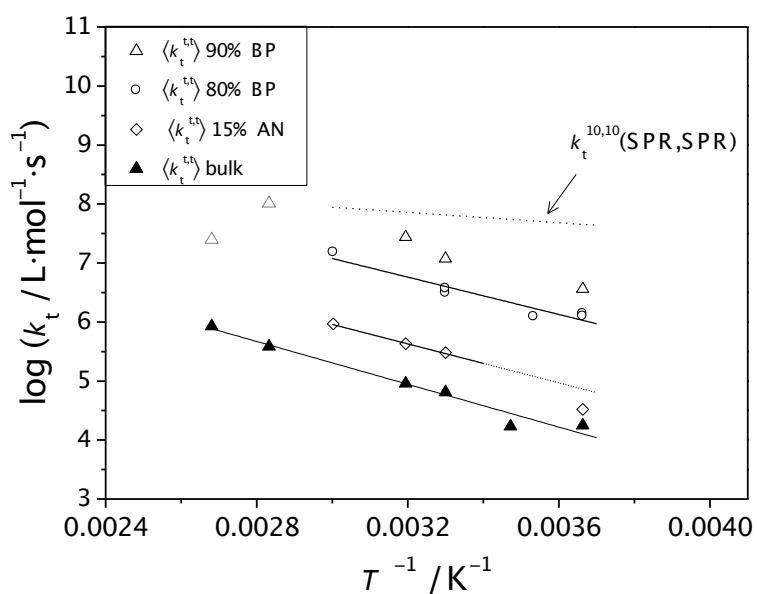 11
10
9
8
7
6
5
4
3
log (k_t / L·mol⁻¹·s⁻¹)
⟨k_t^{t,t}⟩ 90% BP
⟨k_t^{t,t}⟩ 80% BP
⟨k_t^{t,t}⟩ 15% AN
⟨k_t^{t,t}⟩ bulk
k_t^{10,10}(SPR,SPR)
0.0024 0.0028 0.0032 0.0036 0.0040
T ⁻¹ / K⁻¹